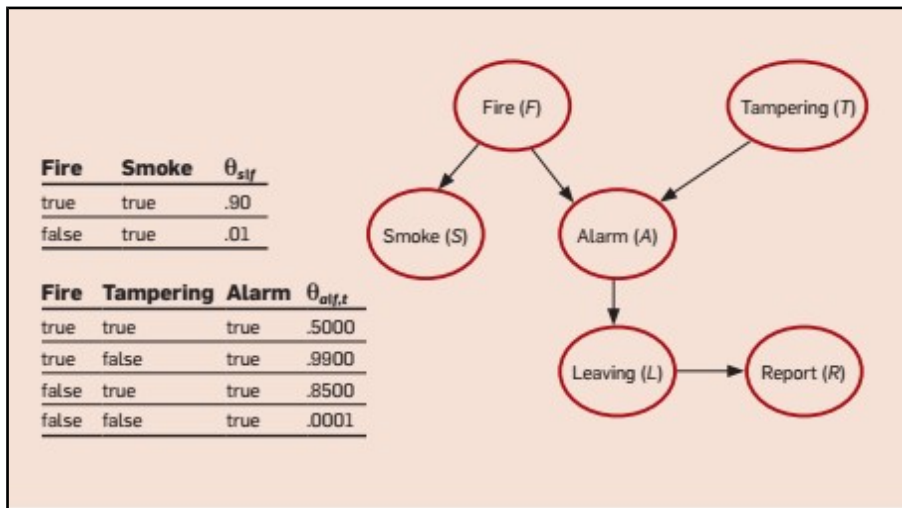 Fire Smoke θs|f
true true .90
false true .01
Fire Tampering Alarm θa|f,t
true true true .5000
true false true .9900
false true true .8500
false false true .0001
Fire (F)
Tampering (T)
Smoke (S)
Alarm (A)
Leaving (L)
Report (R)